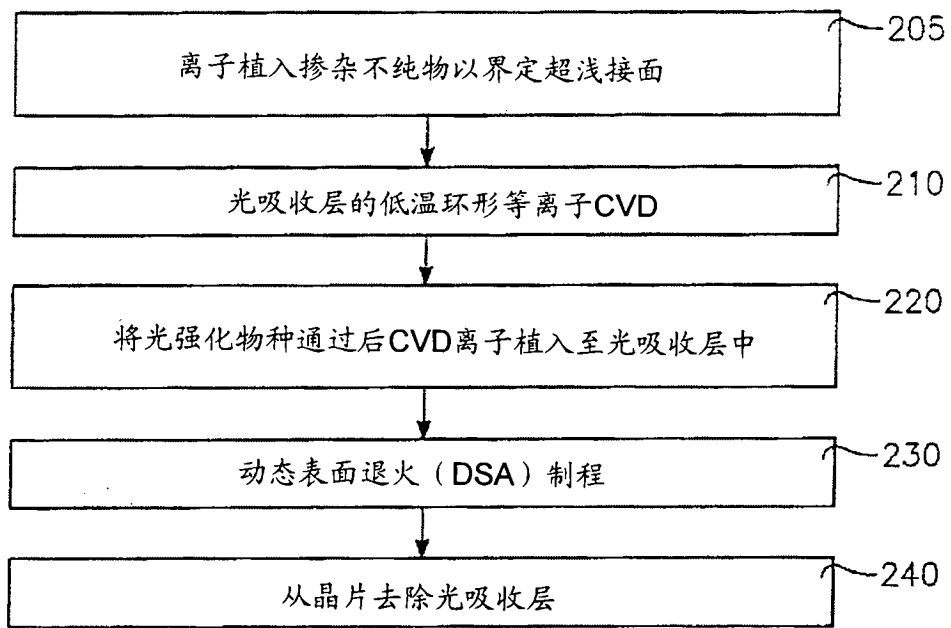 205
离子植入掺杂不纯物以界定超浅接面
210
光吸收层的低温环形等离子CVD
220
将光强化物种通过后CVD离子植入至光吸收层中
230
动态表面退火（DSA）制程
240
从晶片去除光吸收层